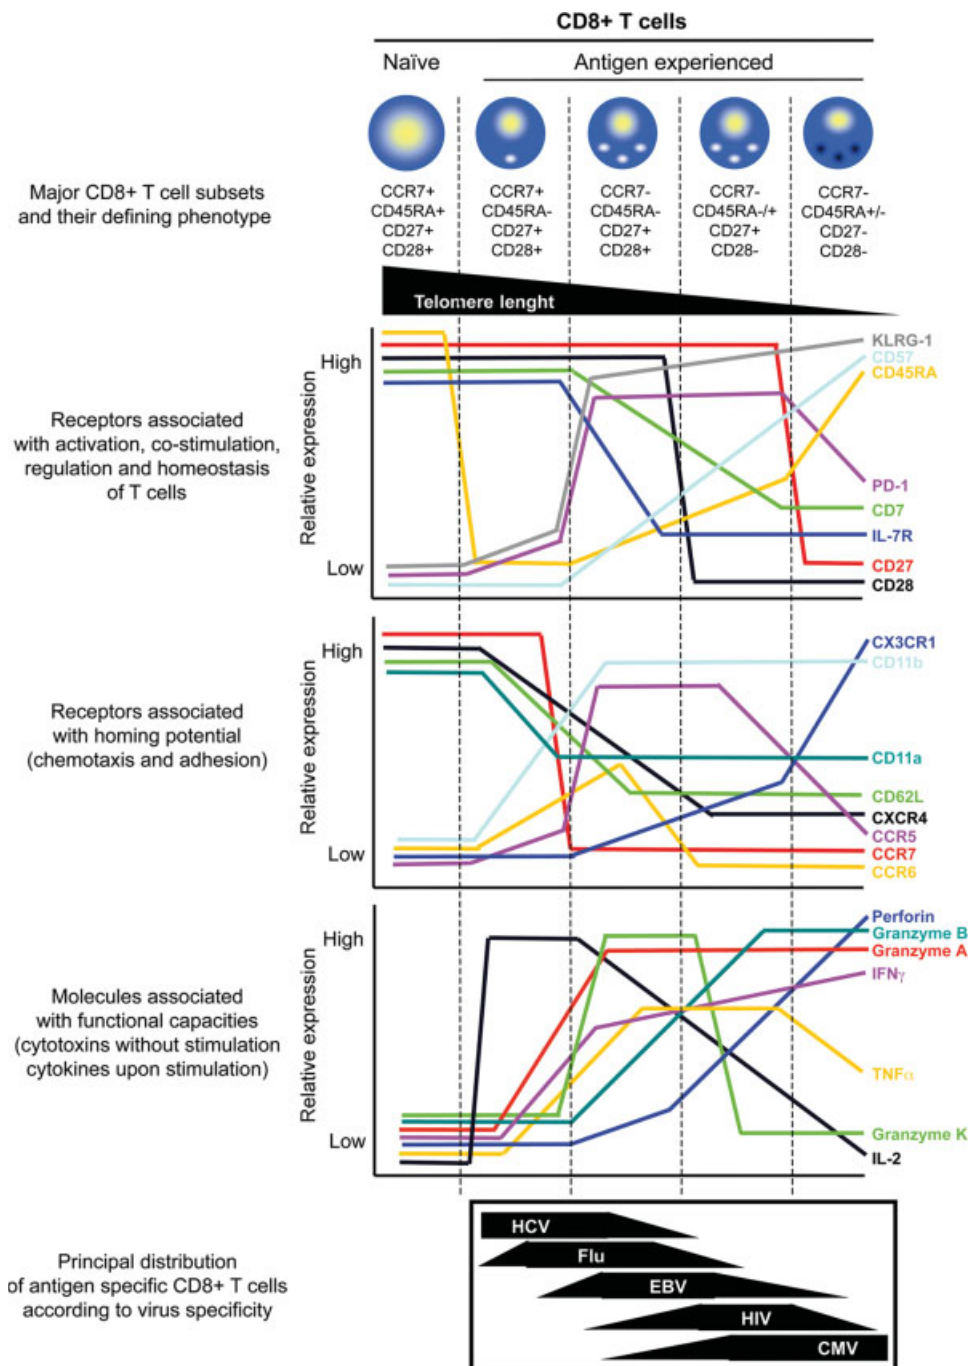 CD8+ T cells
Naïve
Antigen experienced
Major CD8+ T cell subsets
and their defining phenotype
CCR7+
CD45RA+
CD27+
CD28+
CCR7+
CD45RA-
CD27+
CD28+
CCR7-
CD45RA-
CD27+
CD28+
CCR7-
CD45RA-/+
CD27+
CD28-
CCR7-
CD45RA+/-
CD27-
CD28-
Telomere lenght
Receptors associated
with activation, co-stimulation,
regulation and homeostasis
of T cells
Relative expression
High
Low
KLRG-1
CD57
CD45RA
PD-1
CD7
IL-7R
CD27
CD28
Receptors associated
with homing potential
(chemotaxis and adhesion)
Relative expression
High
Low
CX3CR1
CD11b
CD11a
CD62L
CXCR4
CCR5
CCR7
CCR6
Molecules associated
with functional capacities
(cytotoxins without stimulation
cytokines upon stimulation)
Relative expression
High
Low
Perforin
Granzyme B
Granzyme A
IFNγ
TNFα
Granzyme K
IL-2
Principal distribution
of antigen specific CD8+ T cells
according to virus specificity
HCV
Flu
EBV
HIV
CMV